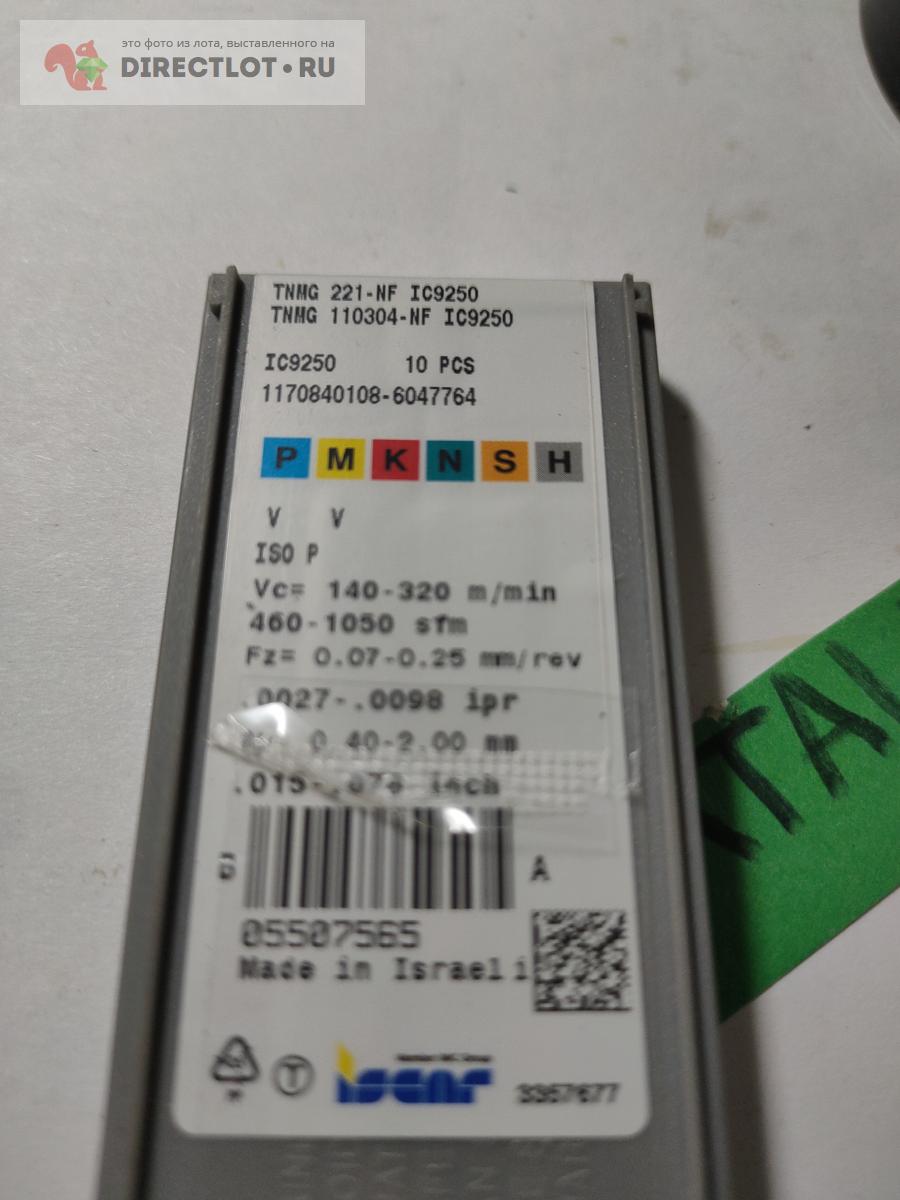 это фото из лота, выставленного на
DIRECTLOT•RU
TNMG 221-NF IC9250
TNMG 110304-NF IC9250
IC9250 10 PCS
1170840108-6047764
P M K N S H
V V
ISO P
Vc= 140-320 m/min
460-1050 sfm
Fz= 0.07-0.25 mm/rev
.0027-.0098 ipr
0.40-2.00 mm
.015-.078 inch
A
05507565
Made in Israel i
T
iscar
3357677